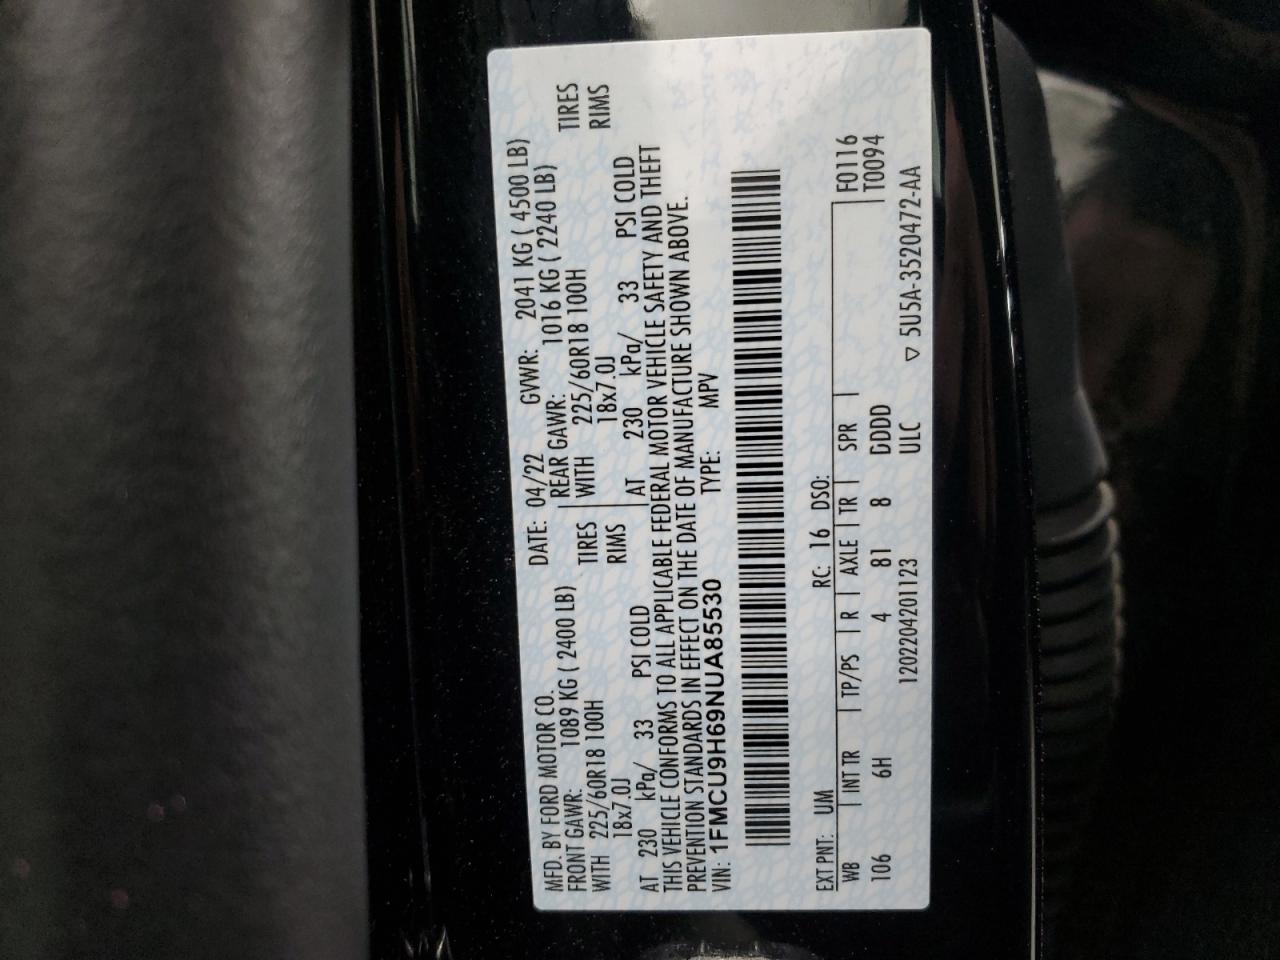 MFD. BY FORD MOTOR CO. DATE: 04/22 GVWR: 2041 KG ( 4500 LB)
FRONT GAWR: 1089 KG ( 2400 LB) REAR GAWR: 1016 KG ( 2240 LB)
WITH 225/60R18 100H TIRES WITH 225/60R18 100H TIRES
18x7.0J RIMS 18x7.0J RIMS
AT 230 kPa/ 33 PSI COLD AT 230 kPa/ 33 PSI COLD
THIS VEHICLE CONFORMS TO ALL APPLICABLE FEDERAL MOTOR VEHICLE SAFETY AND THEFT
PREVENTION STANDARDS IN EFFECT ON THE DATE OF MANUFACTURE SHOWN ABOVE.
VIN: 1FMCU9H69NUA85530 TYPE: MPV
EXT PNT: UM RC: 16 DSO: F0116
WB INT TR TP/PS R AXLE TR SPR T0094
106 6H 4 81 8 DDDD
1202204201123 ULC ▽ 5U5A-3520472-AA